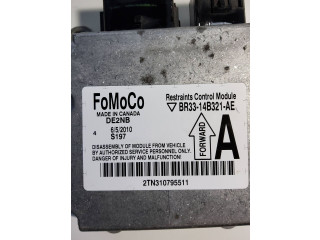 FoMoCo
MADE IN CANADA
DE2NB
4 6/5/2010
S197
Restraints Control Module
▽ BR33-14B321-AE
FORWARD
A
DISASSEMBLY OF MODULE FROM VEHICLE
BY AUTHORIZED SERVICE PERSONNEL ONLY.
DANGER OF INJURY AND MALFUNCTION!
2TN310795511